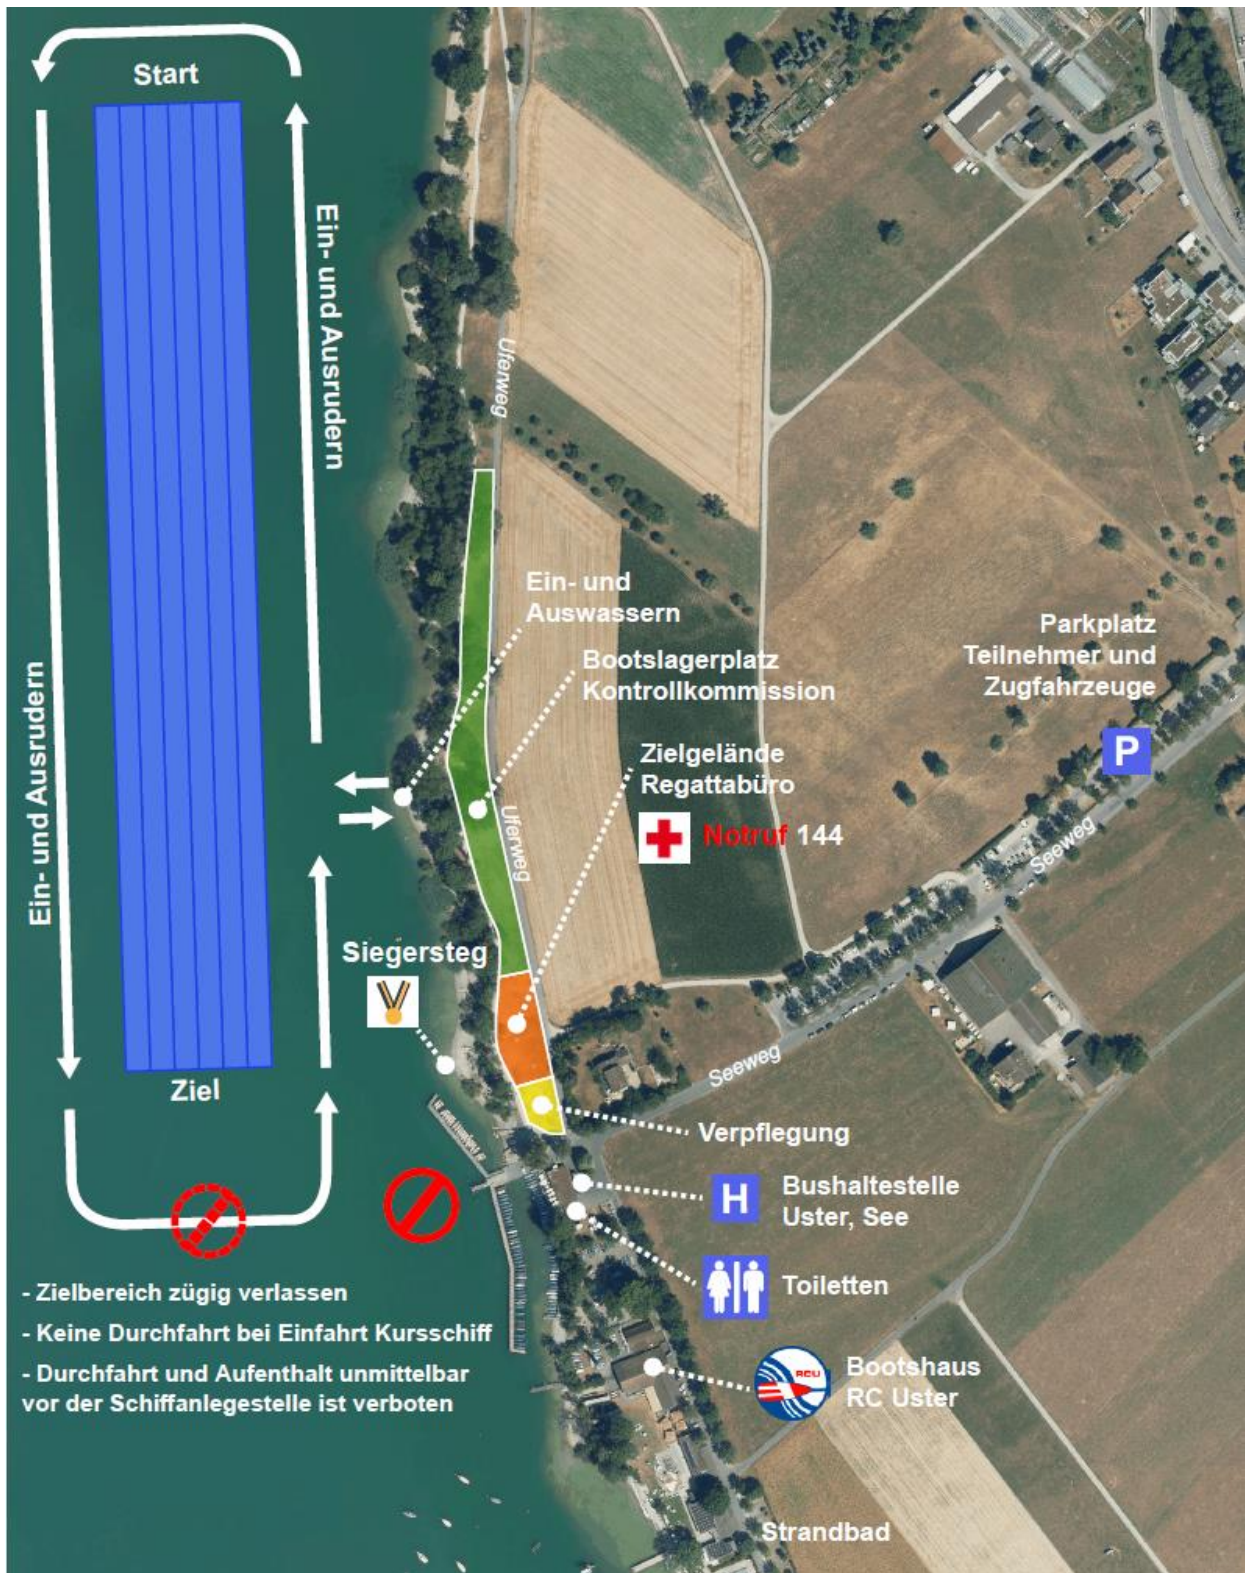 Start
Ein- und Ausrudern
Uferweg
Ein- und
Auswassern
Bootslagerplatz
Kontrollkommission
Parkplatz
Teilnehmer und
Zugfahrzeuge
P
Ein- und Ausrudern
Zielgelände
Regattabüro
Notruf 144
Uferweg
Seeweg
Siegersteg
Seeweg
Ziel
Verpflegung
H
Bushaltestelle
Uster, See
Toiletten
- Zielbereich zügig verlassen
- Keine Durchfahrt bei Einfahrt Kursschiff
- Durchfahrt und Aufenthalt unmittelbar
vor der Schiffanlegestelle ist verboten
RCU
Bootshaus
RC Uster
Strandbad